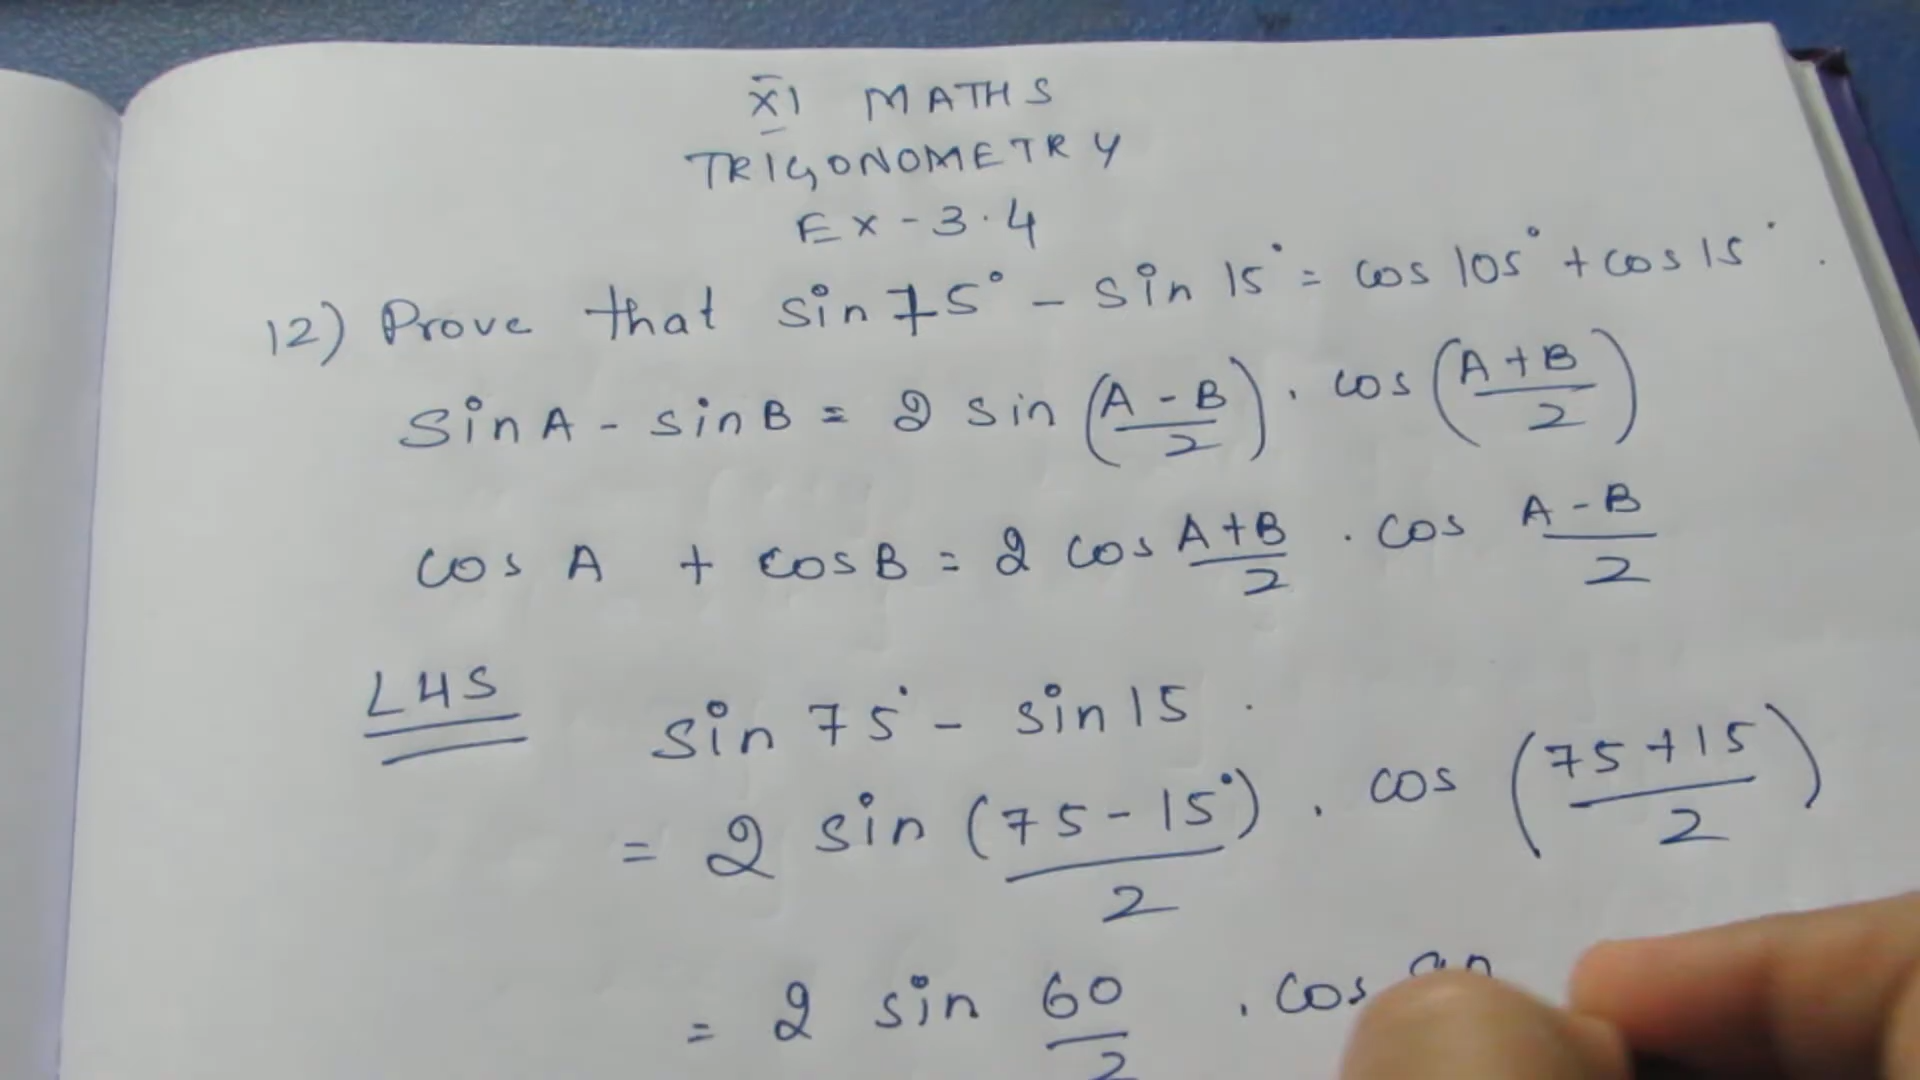 XI MATHS
TRIGONOMETRY
EX - 3.4
12) Prove that sin 75° - sin 15° = cos 105° + cos 15°.
sin A - sin B = 2 sin (A - B / 2) . cos (A + B / 2)
cos A + cos B = 2 cos A + B / 2 . cos A - B / 2
LHS sin 75° - sin 15.
= 2 sin (75 - 15°) / 2 . cos (75 + 15 / 2)
= 2 sin 60 / 2 . cos